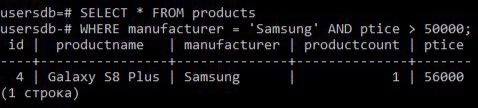 usersdb=# SELECT * FROM products
usersdb-# WHERE manufacturer = 'Samsung' AND ptice > 50000;
 id |  productname   | manufacturer | productcount | ptice
----+----------------+--------------+--------------+-------
  4 | Galaxy S8 Plus | Samsung      |            1 | 56000
(1 строка)